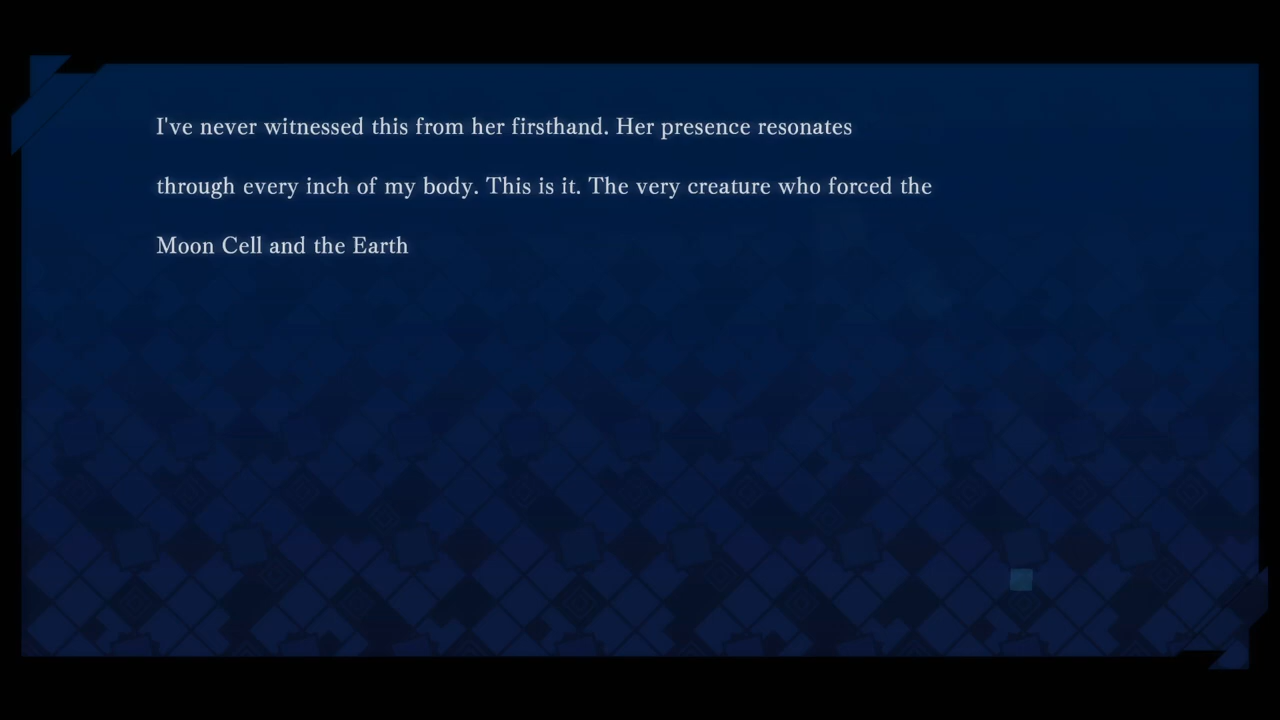 I've never witnessed this from her firsthand. Her presence resonates
through every inch of my body. This is it. The very creature who forced the
Moon Cell and the Earth